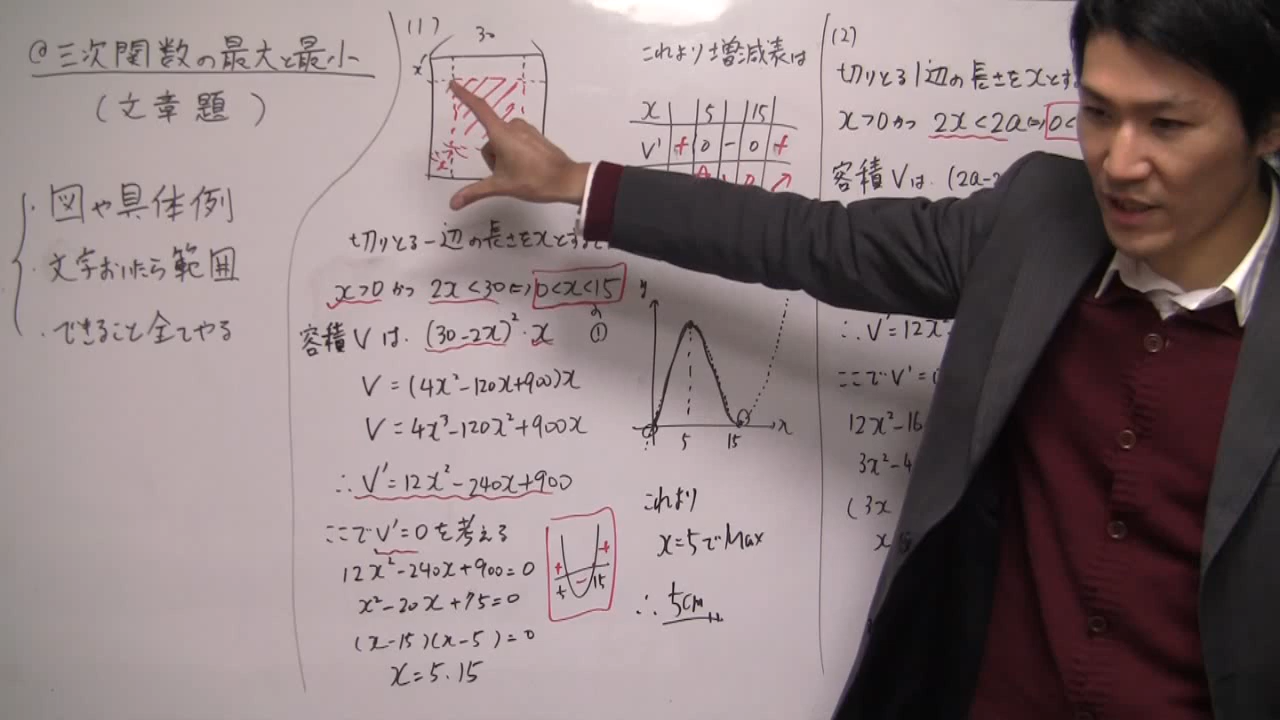 @三次関数の最大と最小
(文章題)
・図や具体例
・文字おいたら範囲
・できること全てやる
(1)
30
x
x
切りとる一辺の長さをxとする
x>0かつ 2x<30⇒ 0<x<15
①
容積Vは. (30-2x)²・x
V=(4x²-120x+900)x
V=4x³-120x²+900x
∴V'=12x²-240x+900
ここでV'=0を考える
12x²-240x+900=0
x²-20x+75=0
(x-15)(x-5)=0
x=5.15
+ - +
5 15
これより増減表は
x 5 15
V' + 0 - 0 +
y
x
5 15
これより
x=5でMax
∴ 5cm
(2)
切りとる1辺の長さをxとす
x>0かつ 2x<2a⇒ 0<
容積Vは. (2a-2
∴V'=12x²
ここでV'=
12x²-16
3x²-4
(3x
x